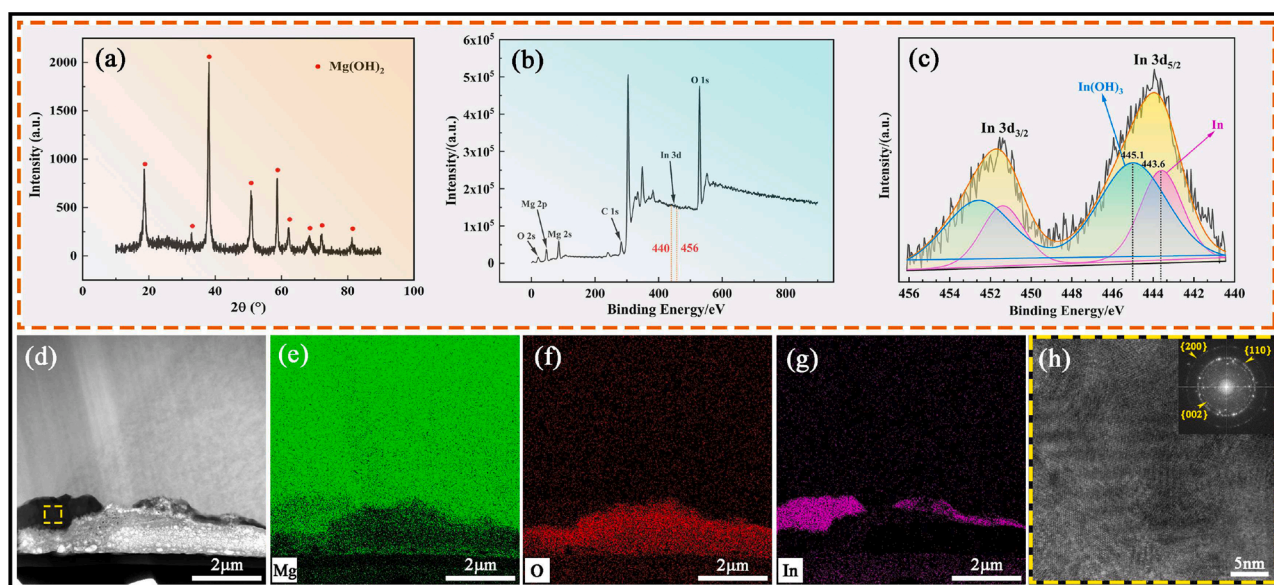 (a)
Mg(OH)₂
2000
1500
1000
500
0
Intensity (a.u.)
0 20 40 60 80 100
2θ (°)
(b)
6x10⁵
5x10⁵
4x10⁵
3x10⁵
2x10⁵
1x10⁵
0
Intensity/(a.u.)
O 1s
In 3d
Mg 2p
O 2s
Mg 2s
C 1s
440
456
0 200 400 600 800
Binding Energy/eV
(c)
In 3d5/2
In(OH)₃
In
In 3d3/2
445.1
443.6
Intensity/(a.u.)
456 454 452 450 448 446 444 442 440
Binding Energy/eV
(d)
2μm
(e)
Mg
2μm
(f)
O
2μm
(g)
In
2μm
(h)
{200}
{110}
{002}
5nm